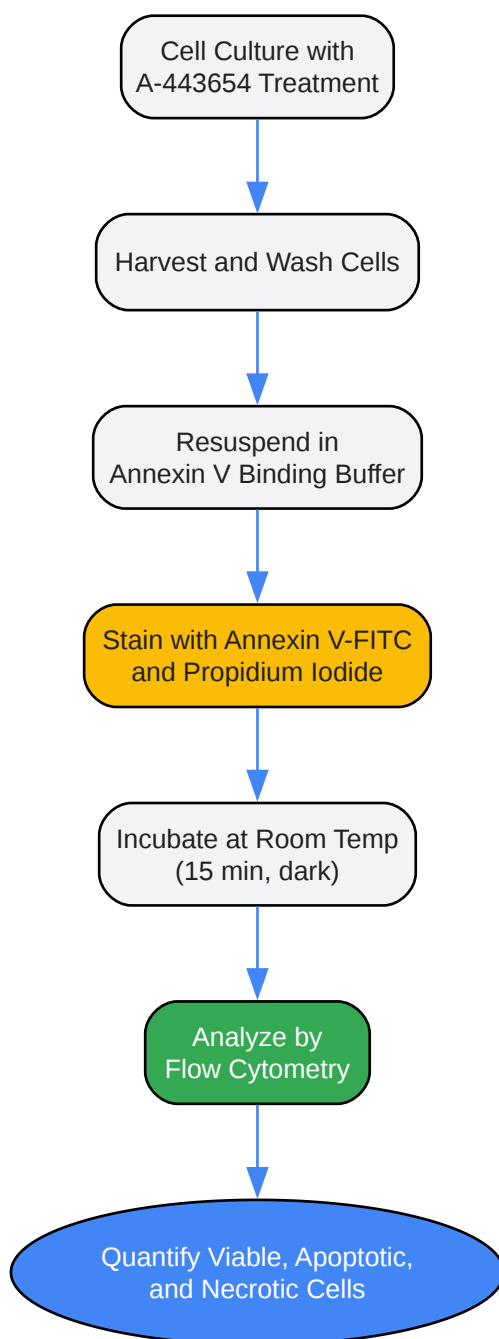 Cell Culture with
A-443654 Treatment
Harvest and Wash Cells
Resuspend in
Annexin V Binding Buffer
Stain with Annexin V-FITC
and Propidium Iodide
Incubate at Room Temp
(15 min, dark)
Analyze by
Flow Cytometry
Quantify Viable, Apoptotic,
and Necrotic Cells